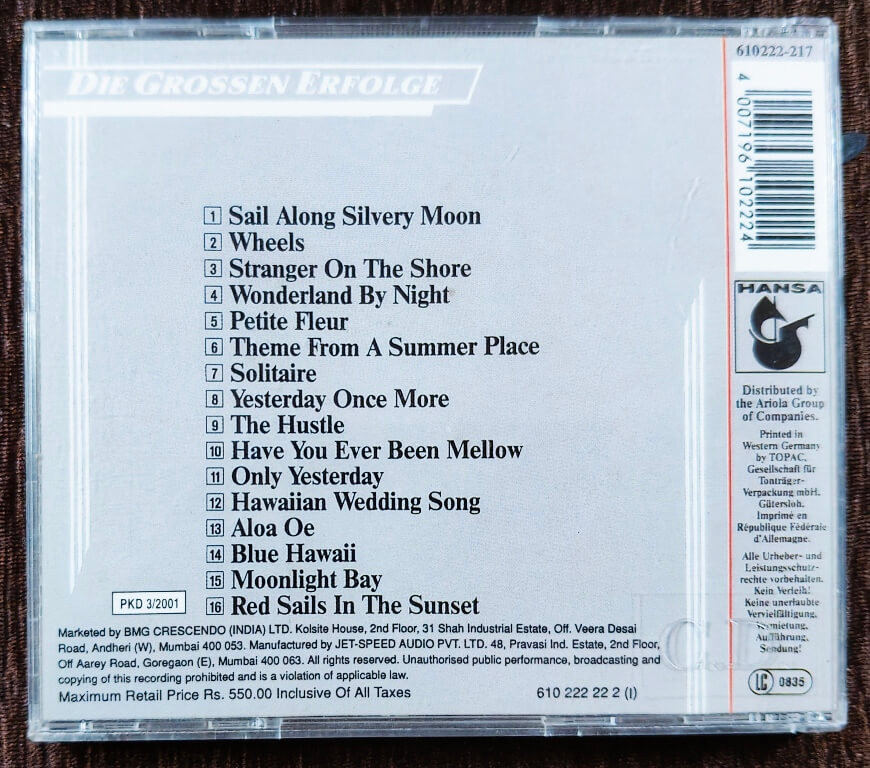 DIE GROSSEN ERFOLGE
1 Sail Along Silvery Moon
2 Wheels
3 Stranger On The Shore
4 Wonderland By Night
5 Petite Fleur
6 Theme From A Summer Place
7 Solitaire
8 Yesterday Once More
9 The Hustle
10 Have You Ever Been Mellow
11 Only Yesterday
12 Hawaiian Wedding Song
13 Aloa Oe
14 Blue Hawaii
15 Moonlight Bay
16 Red Sails In The Sunset
PKD 3/2001
Marketed by BMG CRESCENDO (INDIA) LTD. Kolsite House, 2nd Floor, 31 Shah Industrial Estate, Off. Veera Desai
Road, Andheri (W), Mumbai 400 053. Manufactured by JET-SPEED AUDIO PVT. LTD. 48, Pravasi Ind. Estate, 2nd Floor,
Off Aarey Road, Goregaon (E), Mumbai 400 063. All rights reserved. Unauthorised public performance, broadcasting and
copying of this recording prohibited and is a violation of applicable law.
Maximum Retail Price Rs. 550.00 Inclusive Of All Taxes
610 222 22 2 (I)
610222-217
4 007196 102224
HANSA
Distributed by
the Ariola Group
of Companies.
Printed in
Western Germany
by TOPAC,
Gesellschaft für
Tonträger-
Verpackung mbH.
Gütersloh.
Imprimé en
République Fédérale
d'Allemagne.
Alle Urheber- und
Leistungsschutz-
rechte vorbehalten.
Kein Verleih!
Keine unerlaubte
Vervielfältigung,
Vermietung,
Aufführung,
Sendung!
LC 0835